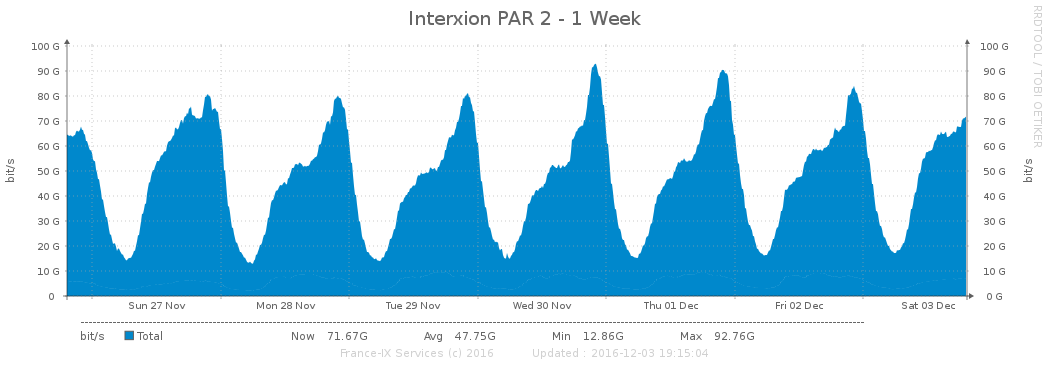 Interxion PAR 2 - 1 Week
RRDTOOL / TOBI OETIKER
100 G 100 G
90 G 90 G
80 G 80 G
70 G 70 G
60 G 60 G
50 G 50 G
40 G 40 G
30 G 30 G
20 G 20 G
10 G 10 G
0 0 G
bit/s bit/s
Sun 27 Nov Mon 28 Nov Tue 29 Nov Wed 30 Nov Thu 01 Dec Fri 02 Dec Sat 03 Dec
bit/s Total Now 71.67G Avg 47.75G Min 12.86G Max 92.76G
France-IX Services (c) 2016 Updated : 2016-12-03 19:15:04